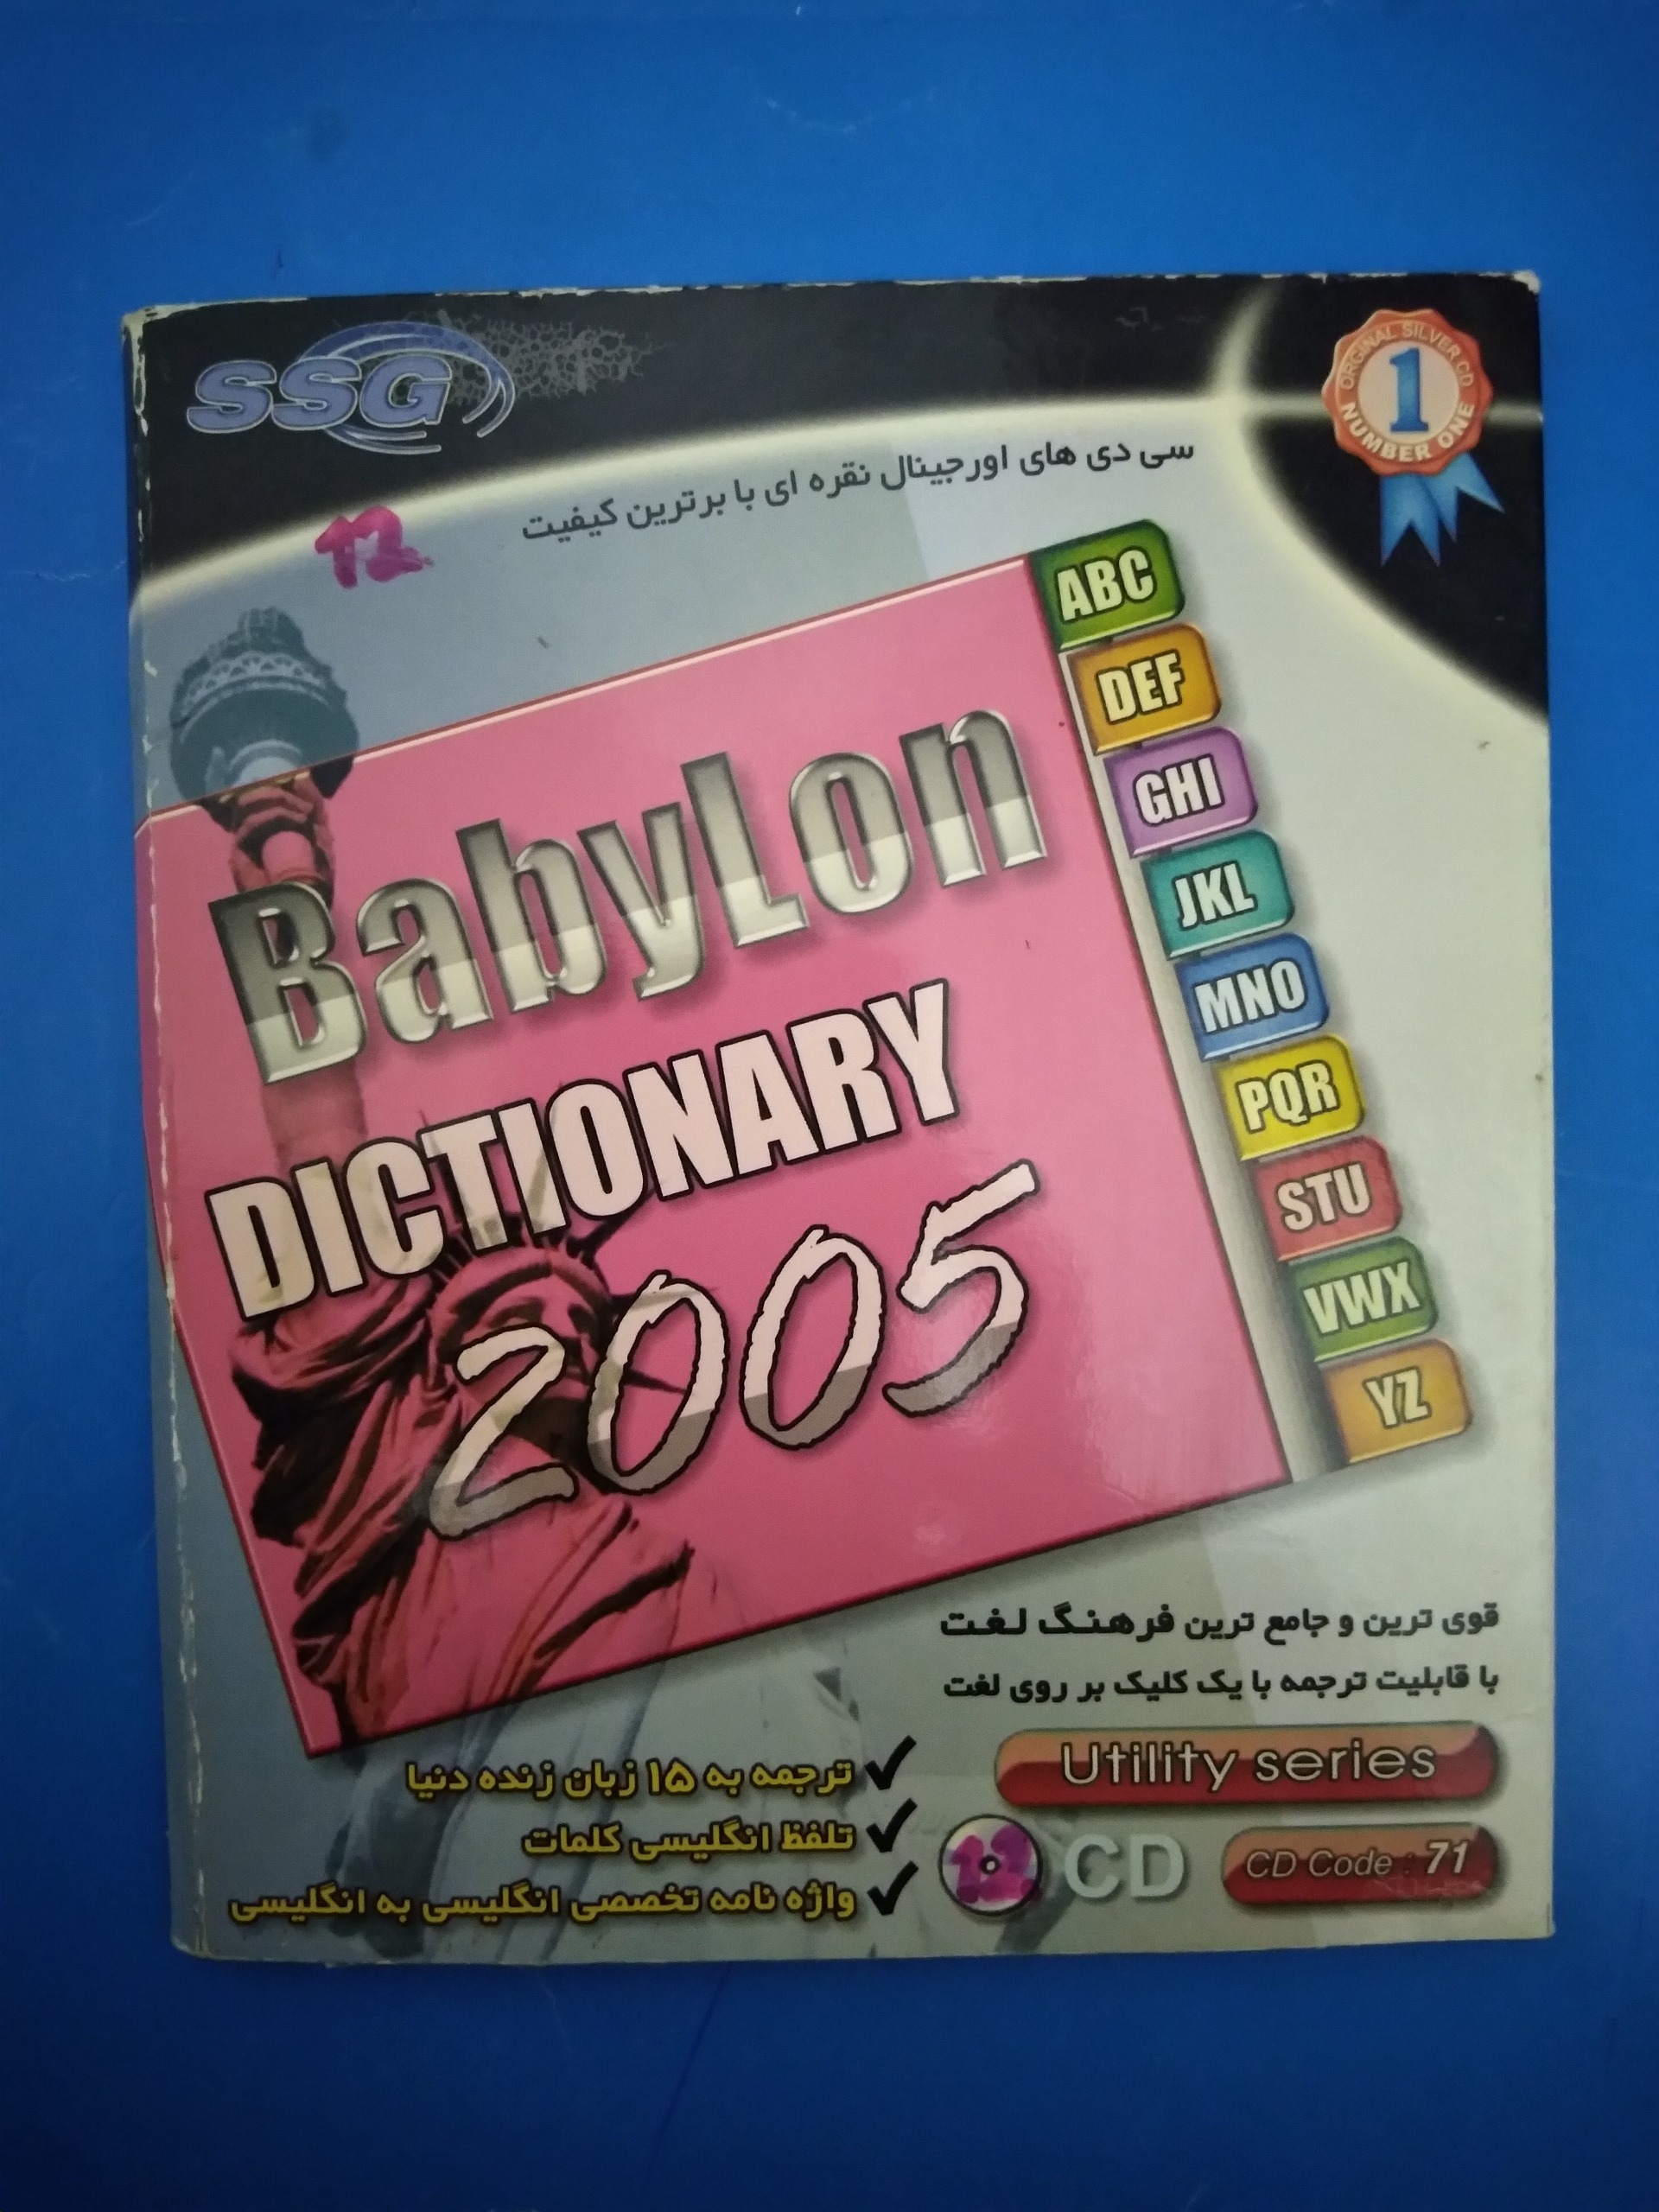 SSG
ORIGINAL SILVER CD
1
NUMBER ONE
سی دی های اورجینال نقره ای با برترین کیفیت
12
ABC
DEF
GHI
JKL
MNO
PQR
STU
VWX
YZ
BabyLon
DICTIONARY
2005
قوی ترین و جامع ترین فرهنگ لغت
با قابلیت ترجمه با یک کلیک بر روی لغت
Utility series
ترجمه به ۱۵ زبان زنده دنیا
تلفظ انگلیسی کلمات
واژه نامه تخصصی انگلیسی به انگلیسی
12
CD
CD Code : 71